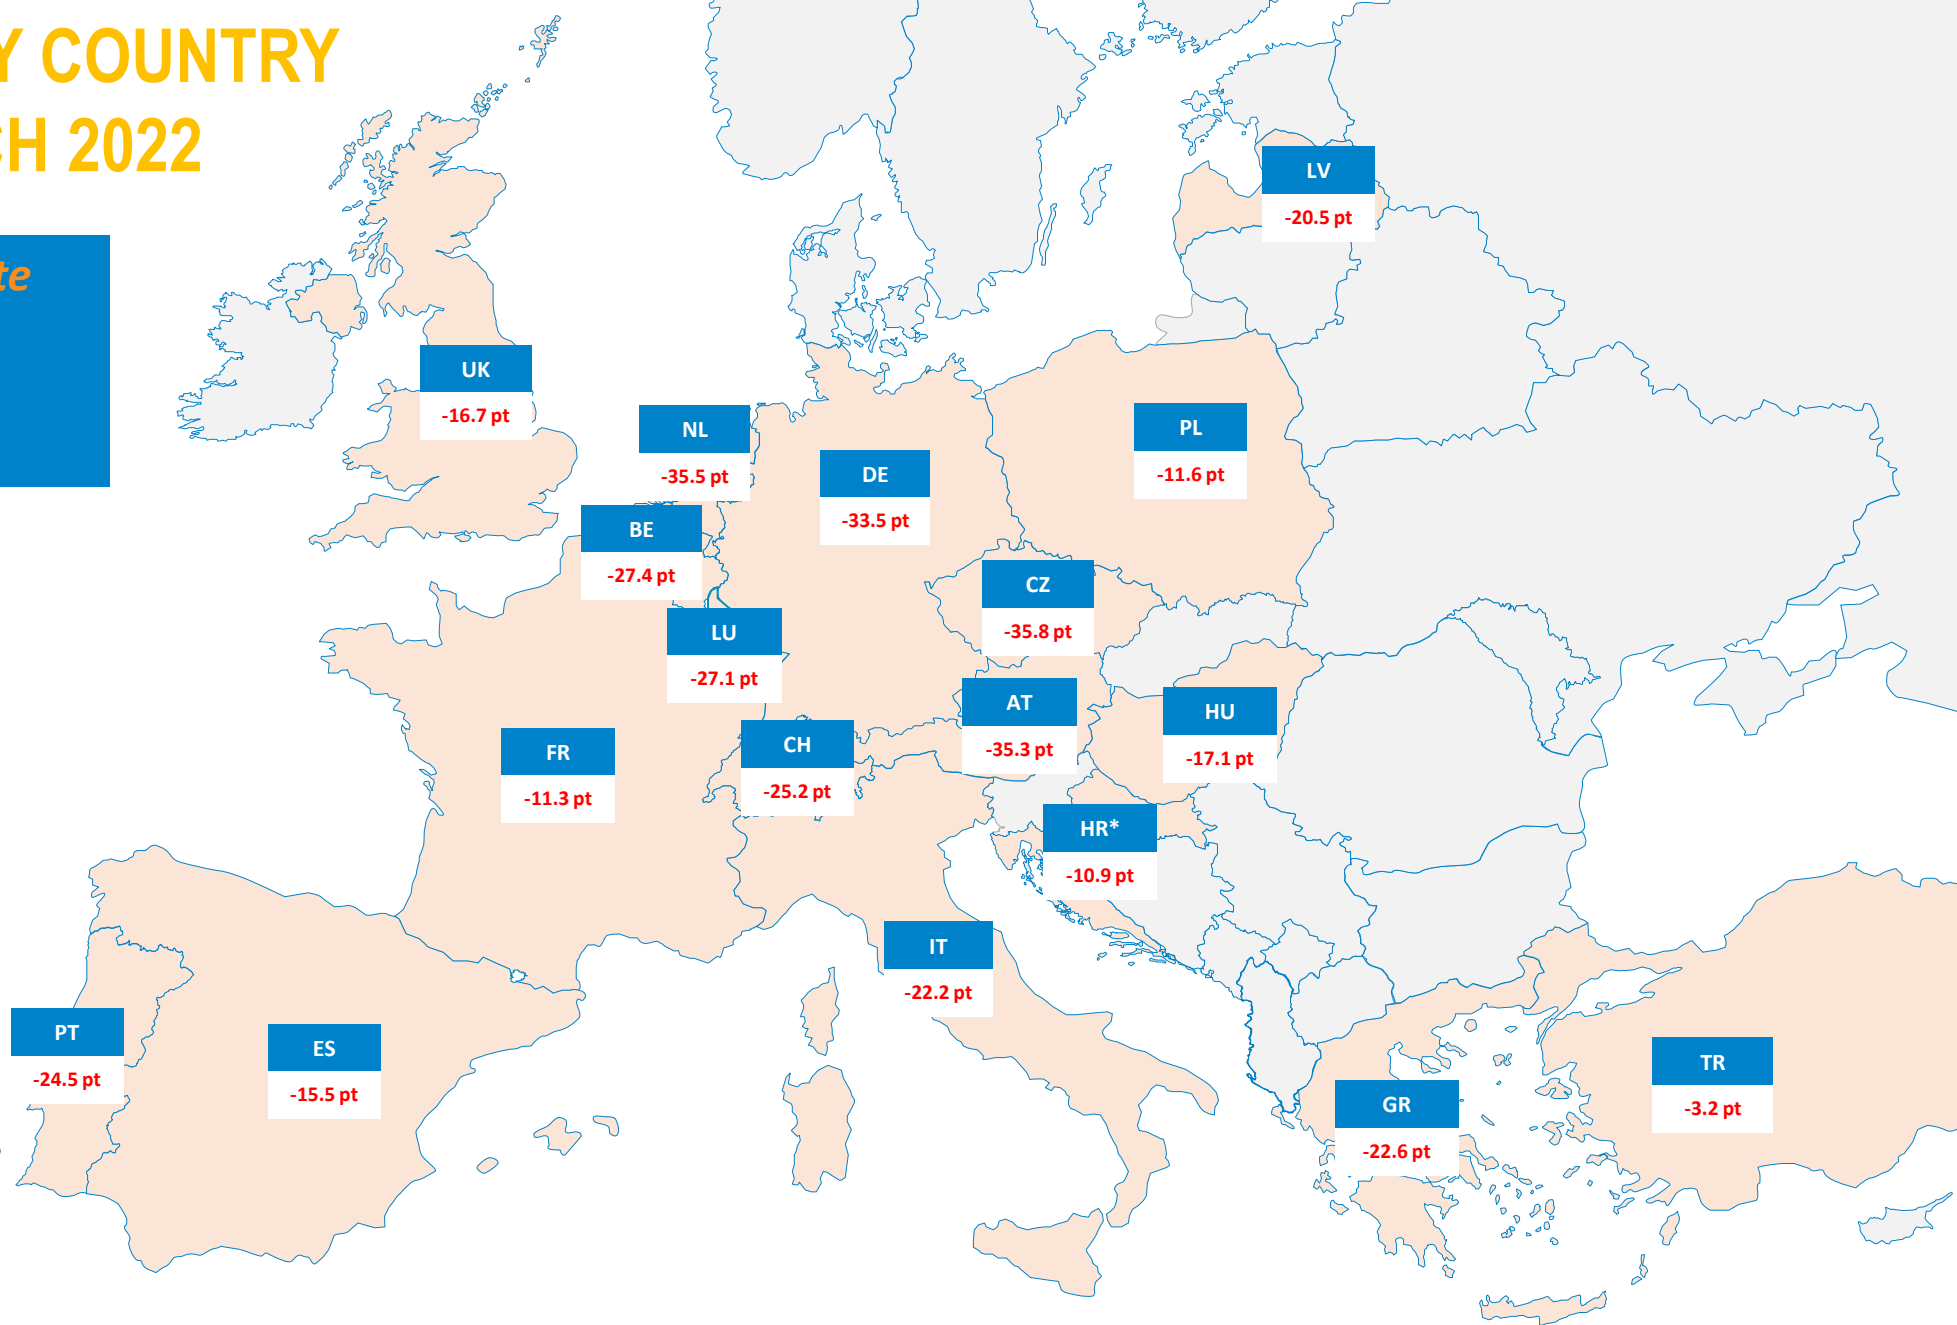 Y COUNTRY
CH 2022
te
LV
-20.5 pt
UK
-16.7 pt
NL
-35.5 pt
PL
-11.6 pt
DE
-33.5 pt
BE
-27.4 pt
CZ
-35.8 pt
LU
-27.1 pt
AT
-35.3 pt
HU
-17.1 pt
FR
-11.3 pt
CH
-25.2 pt
HR*
-10.9 pt
IT
-22.2 pt
PT
-24.5 pt
ES
-15.5 pt
TR
-3.2 pt
GR
-22.6 pt